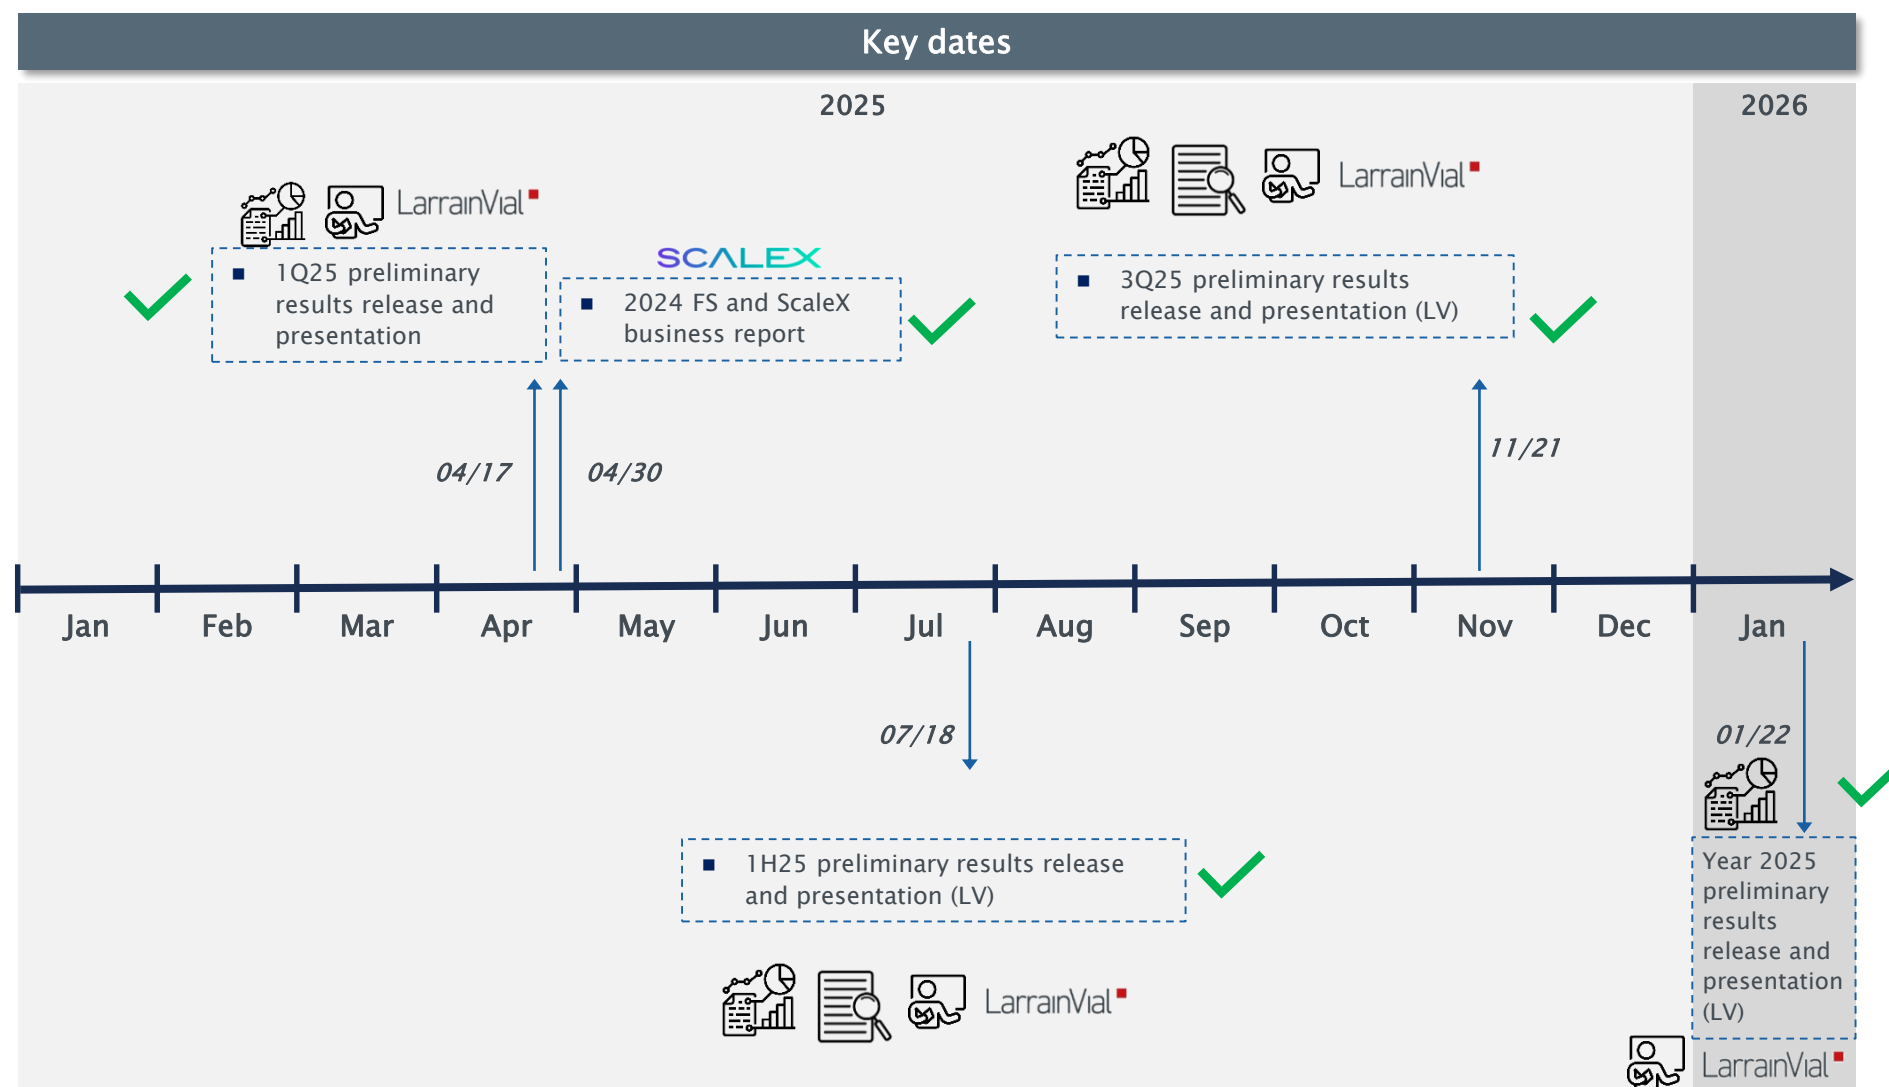 Key dates
2025
2026
LarrainVial
■ 1Q25 preliminary
results release and
presentation
SCALEX
■ 2024 FS and ScaleX
business report
LarrainVial
■ 3Q25 preliminary results
release and presentation (LV)
04/17
04/30
11/21
Jan
Feb
Mar
Apr
May
Jun
Jul
Aug
Sep
Oct
Nov
Dec
Jan
07/18
01/22
■ 1H25 preliminary results release
and presentation (LV)
LarrainVial
Year 2025
preliminary
results
release and
presentation
(LV)
LarrainVial